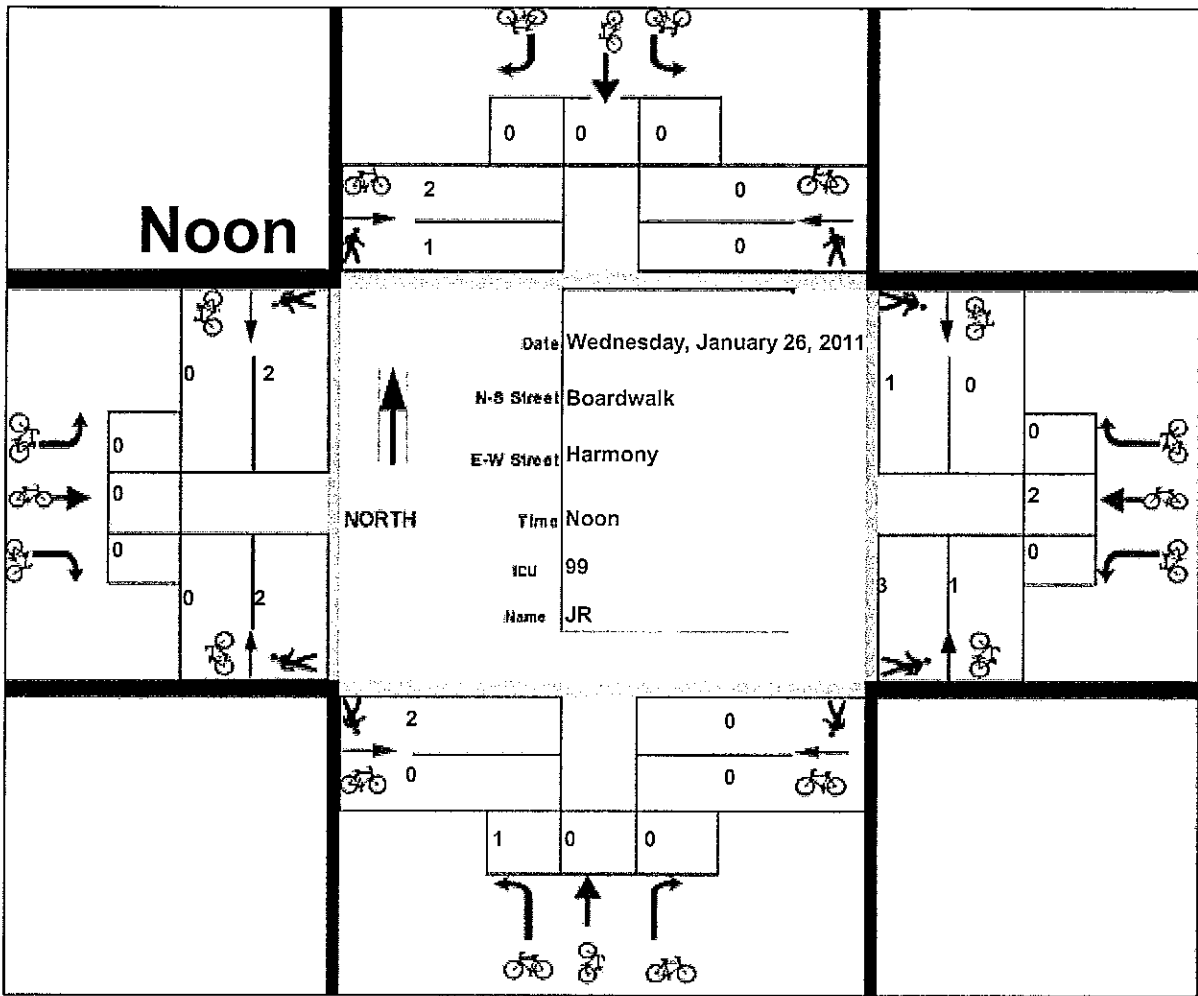 0 0 0
2 0
Noon
1 0
Date Wednesday, January 26, 2011
0 2
1 0
N-S Street Boardwalk
0
0
E-W Street Harmony
0
2
NORTH
Time Noon
0
0
ICU 99
0 2
3 1
Name JR
2 0
0 0
1 0 0